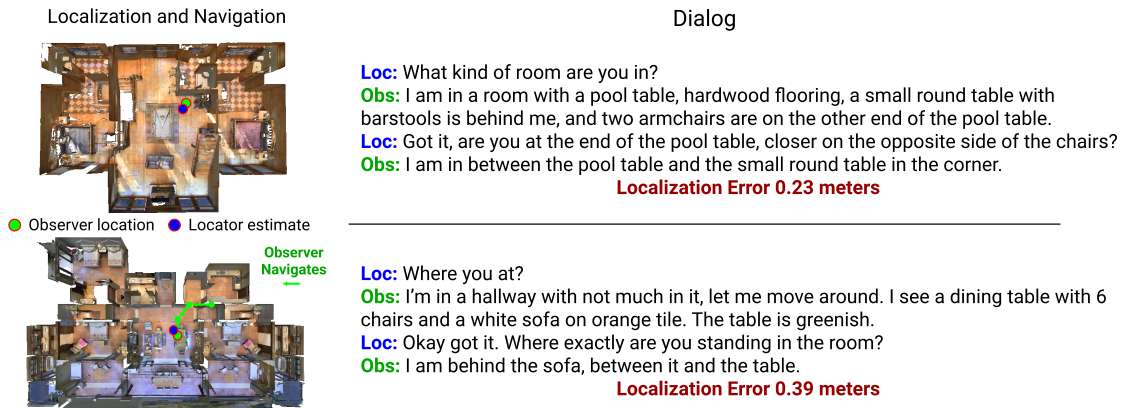 Localization and Navigation
Dialog
Loc: What kind of room are you in?
Obs: I am in a room with a pool table, hardwood flooring, a small round table with
barstools is behind me, and two armchairs are on the other end of the pool table.
Loc: Got it, are you at the end of the pool table, closer on the opposite side of the chairs?
Obs: I am in between the pool table and the small round table in the corner.
Localization Error 0.23 meters
Observer location
Locator estimate
Observer
Navigates
Loc: Where you at?
Obs: I’m in a hallway with not much in it, let me move around. I see a dining table with 6
chairs and a white sofa on orange tile. The table is greenish.
Loc: Okay got it. Where exactly are you standing in the room?
Obs: I am behind the sofa, between it and the table.
Localization Error 0.39 meters